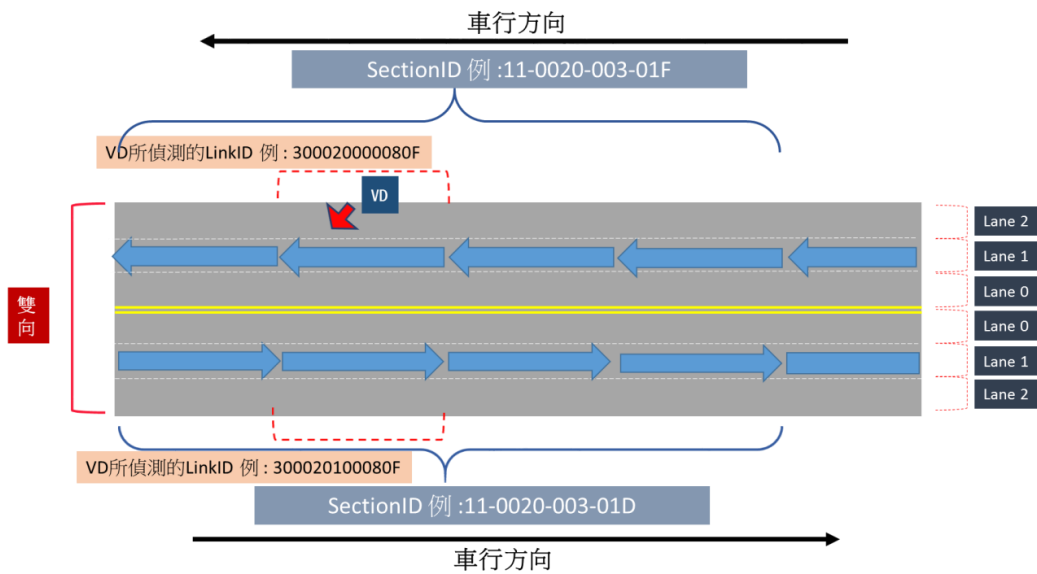 車行方向
SectionID 例 :11-0020-003-01F
VD所偵測的LinkID 例 : 300020000080F
VD
Lane 2
Lane 1
Lane 0
雙
向
Lane 0
Lane 1
Lane 2
VD所偵測的LinkID 例 : 300020100080F
SectionID 例 :11-0020-003-01D
車行方向